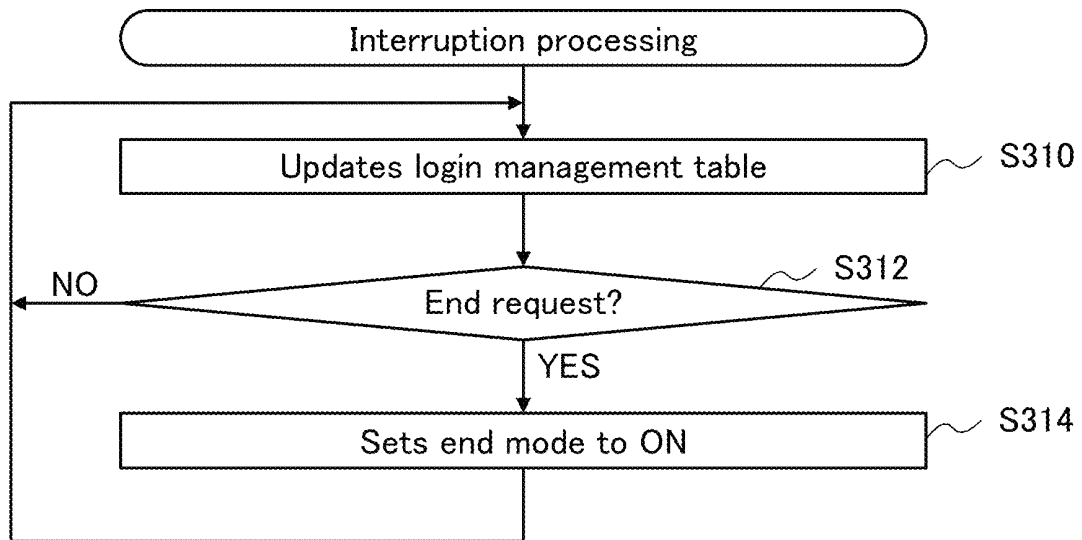 Interruption processing
Updates login management table
S310
S312
NO
End request?
YES
S314
Sets end mode to ON